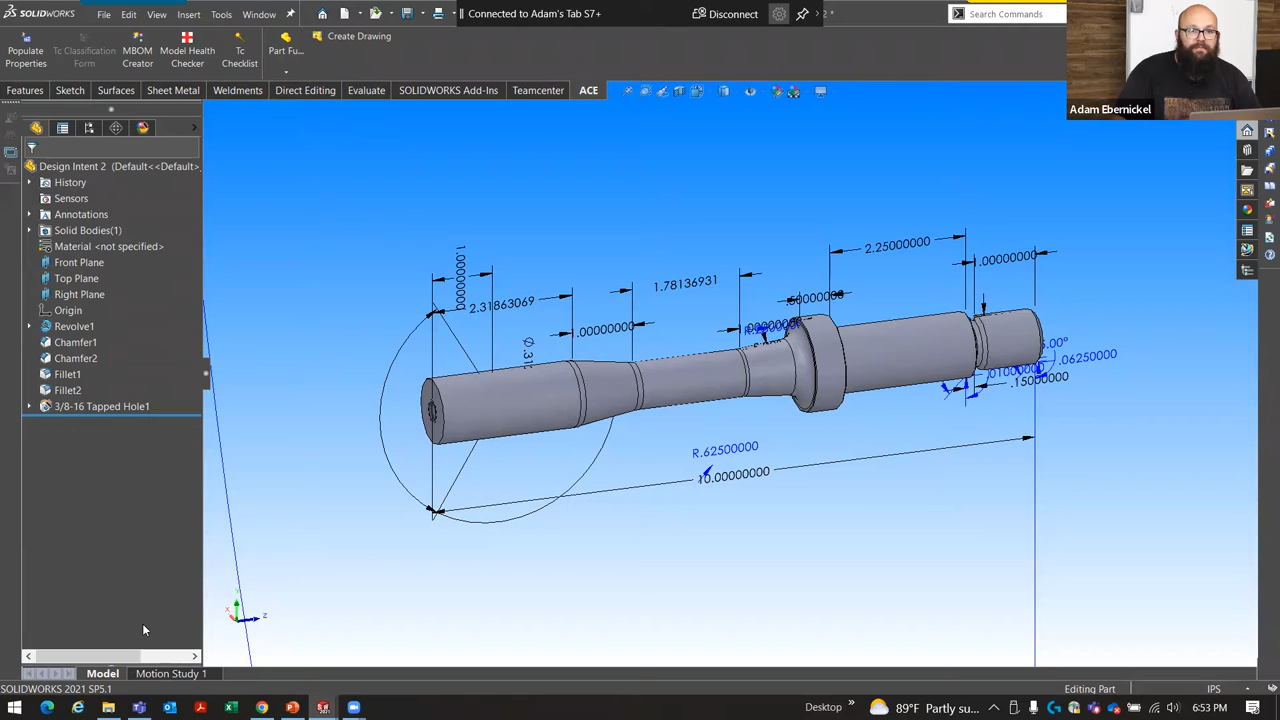 SOLIDWORKS
File Edit View Insert Tools Window
Connected to Adam's Tab S7+
Search Commands
Populate Properties
Tc Classification Form
MBOM Creator
Model Health Checker
Tc Checklist
Part Fu...
Create Drawing
Features Sketch Surfaces Sheet Metal Weldments Direct Editing SOLIDWORKS Add-Ins Teamcenter ACE
Adam Ebernickel
Design Intent 2 (Default<<Default>
History
Sensors
Annotations
Solid Bodies(1)
Material <not specified>
Front Plane
Top Plane
Right Plane
Origin
Revolve1
Chamfer1
Chamfer2
Fillet1
Fillet2
3/8-16 Tapped Hole1
2.25000000
.00000000
1.78136931
2.31863069
1.00000000
.50000000
.06250000
.15000000
R.62500000
10.00000000
Y
X
Z
Model Motion Study 1
SOLIDWORKS 2021 SP5.1
Editing Part
IPS
Desktop
89°F Partly su...
6:53 PM